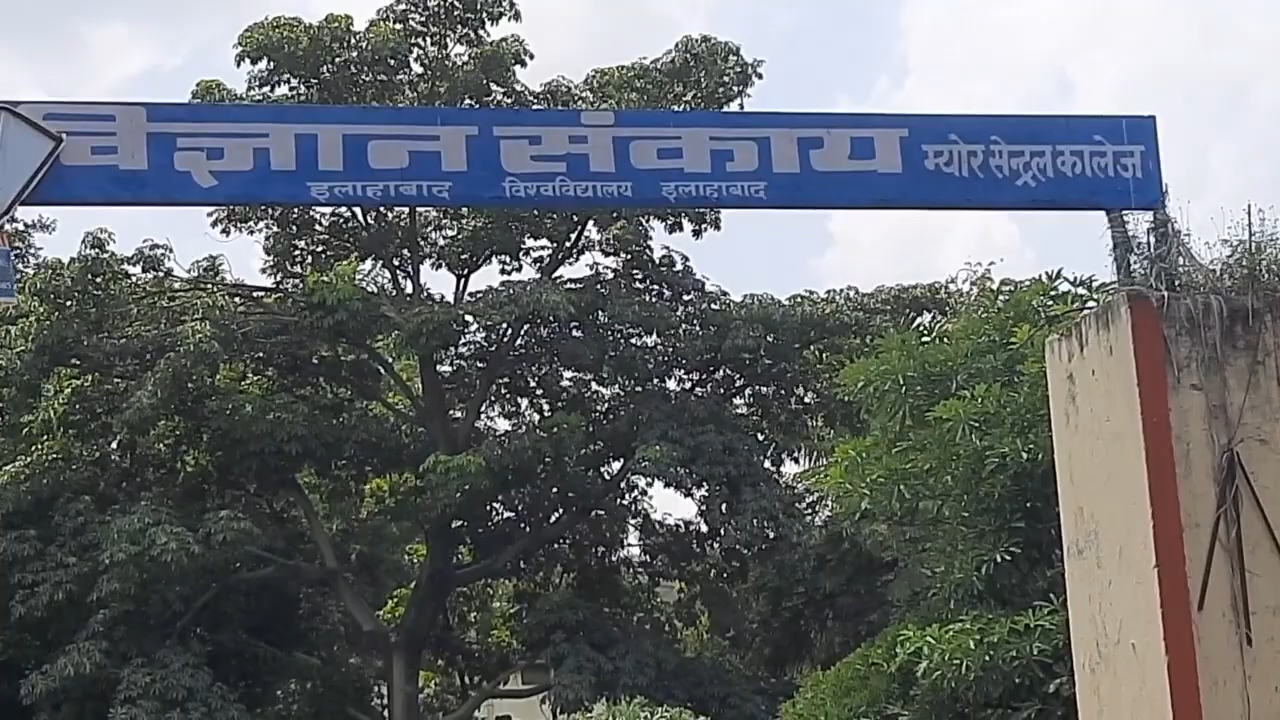 विज्ञान संकाय म्योर सेन्ट्रल कालेज
इलाहाबाद विश्वविद्यालय इलाहाबाद